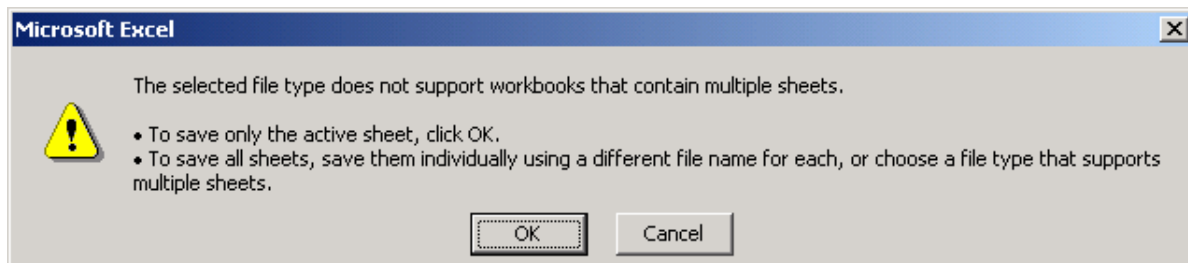 Microsoft Excel
The selected file type does not support workbooks that contain multiple sheets.
• To save only the active sheet, click OK.
• To save all sheets, save them individually using a different file name for each, or choose a file type that supports
multiple sheets.
OK
Cancel